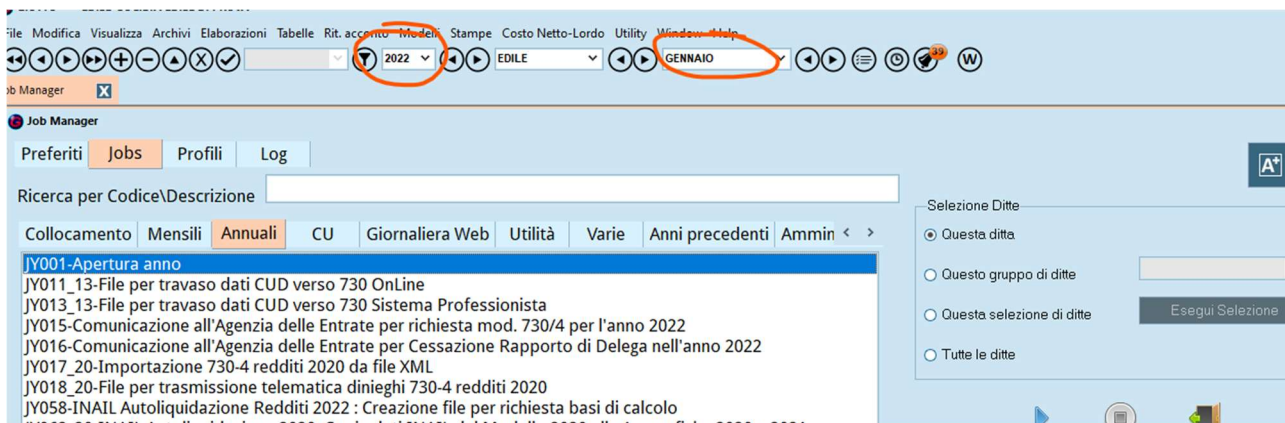 File Modifica Visualizza Archivi Elaborazioni Tabelle Rit. acconto Modelli Stampe Costo Netto-Lordo Utility Window Help
2022 EDILE GENNAIO 39 W
Job Manager X
Job Manager
Preferiti Jobs Profili Log
A+
Ricerca per Codice\Descrizione
Selezione Ditte
Collocamento Mensili Annuali CU Giornaliera Web Utilità Varie Anni precedenti Ammin < >
Questa ditta
JY001-Apertura anno
JY011_13-File per travaso dati CUD verso 730 OnLine
Questo gruppo di ditte
JY013_13-File per travaso dati CUD verso 730 Sistema Professionista
JY015-Comunicazione all'Agenzia delle Entrate per richiesta mod. 730/4 per l'anno 2022
Questa selezione di ditte Esegui Selezione
JY016-Comunicazione all'Agenzia delle Entrate per Cessazione Rapporto di Delega nell'anno 2022
JY017_20-Importazione 730-4 redditi 2020 da file XML
Tutte le ditte
JY018_20-File per trasmissione telematica dinieghi 730-4 redditi 2020
JY058-INAIL Autoliquidazione Redditi 2022 : Creazione file per richiesta basi di calcolo